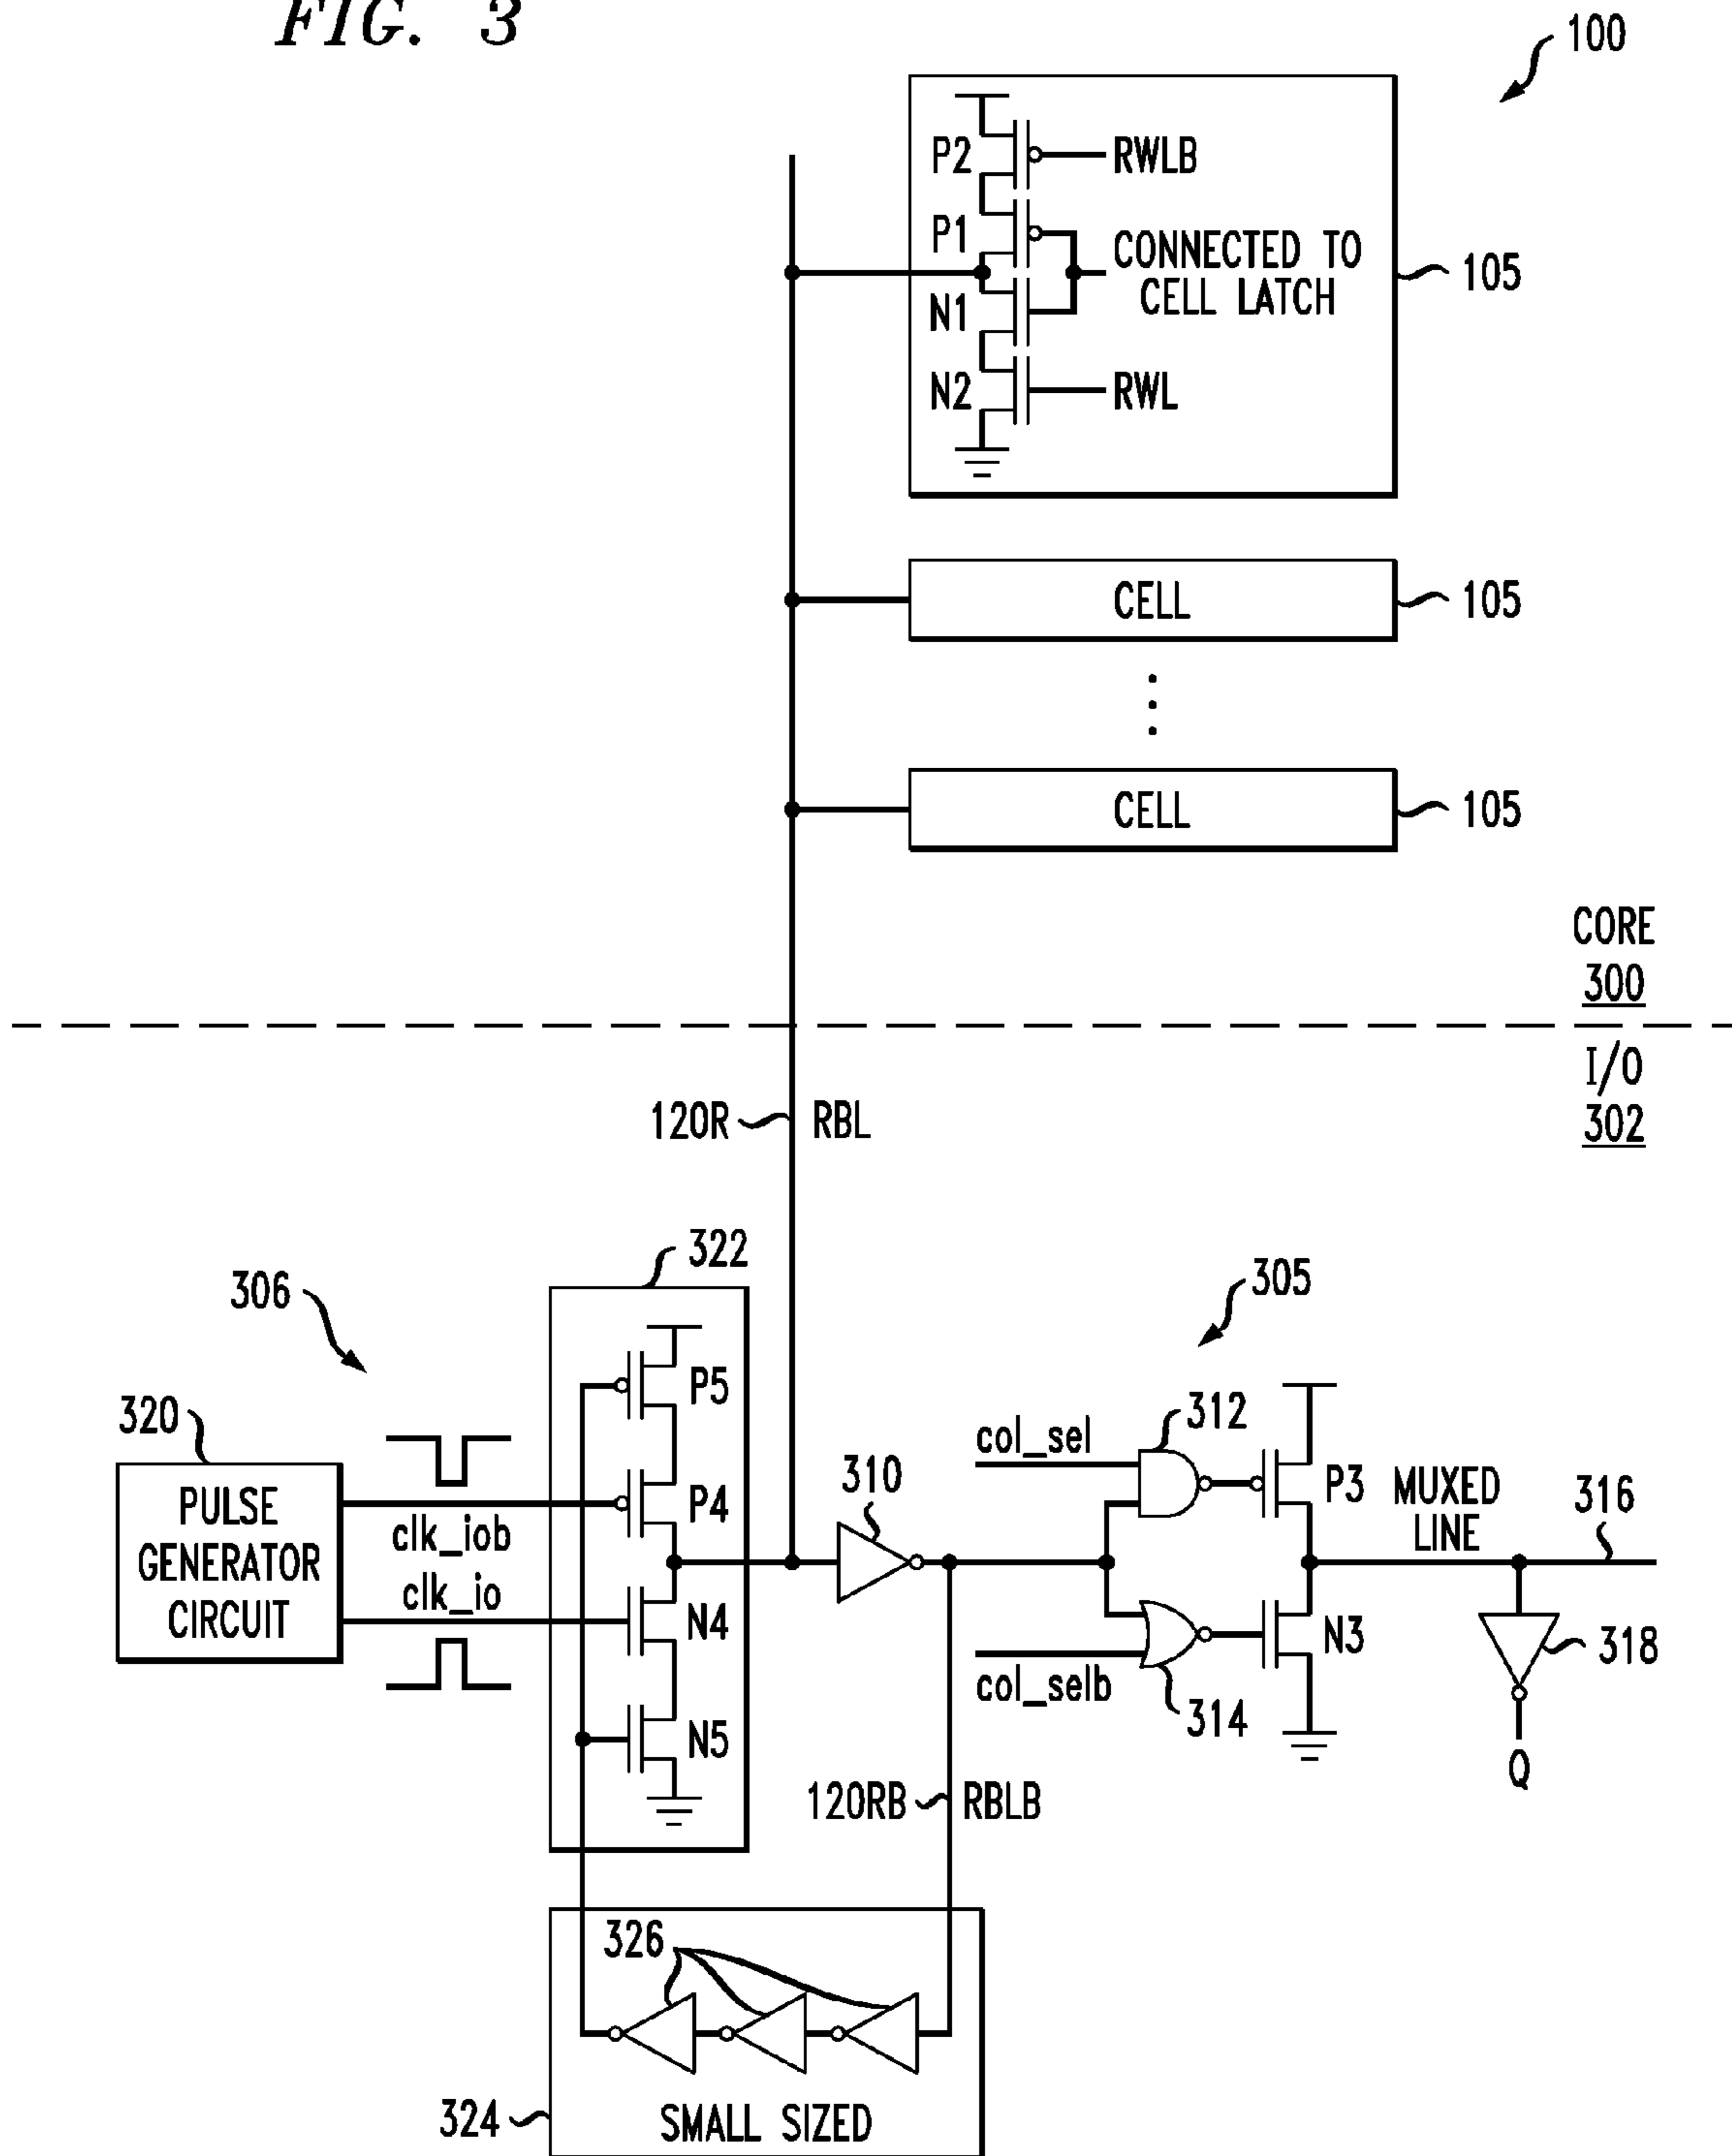 FIG. 3
100
P2
RWLB
P1
CONNECTED TO
CELL LATCH
105
N1
N2
RWL
CELL
105
CELL
105
CORE
300
I/O
302
120R
RBL
322
306
305
P5
320
312
col_sel
310
PULSE
GENERATOR
CIRCUIT
P4
P3
MUXED
LINE
316
clk_iob
clk_io
N4
N3
318
col_selb
314
N5
Q
120RB
RBLB
326
324
SMALL SIZED